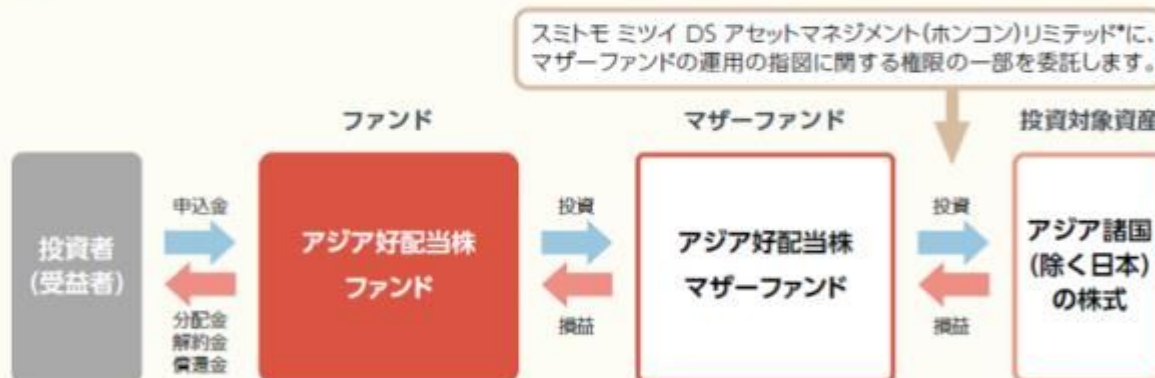 スミトモ ミツイ DS アセットマネジメント(ホンコン)リミテッド*に、
マザーファンドの運用の指図に関する権限の一部を委託します。
ファンド
マザーファンド
投資対象資産
投資者
(受益者)
申込金
分配金
解約金
償還金
アジア好配当株
ファンド
投資
損益
アジア好配当株
マザーファンド
投資
損益
アジア諸国
(除く日本)
の株式